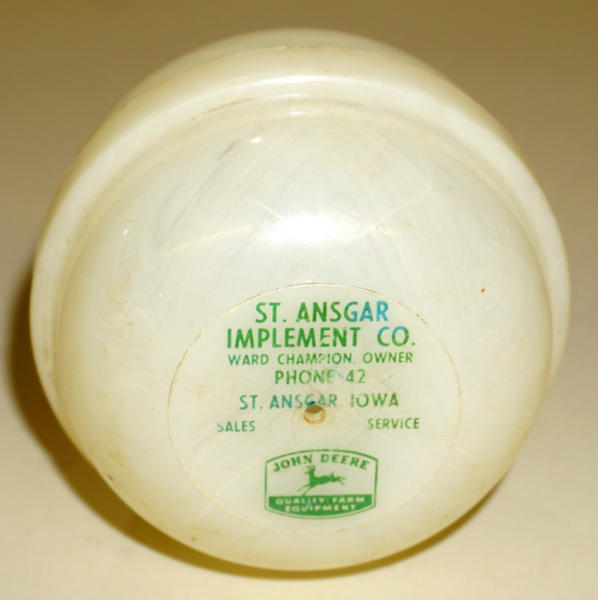 ST. ANSGAR
IMPLEMENT CO.
WARD CHAMPION, OWNER
PHONE 42
ST. ANSGAR, IOWA
SALES SERVICE
JOHN DEERE
QUALITY FARM
EQUIPMENT